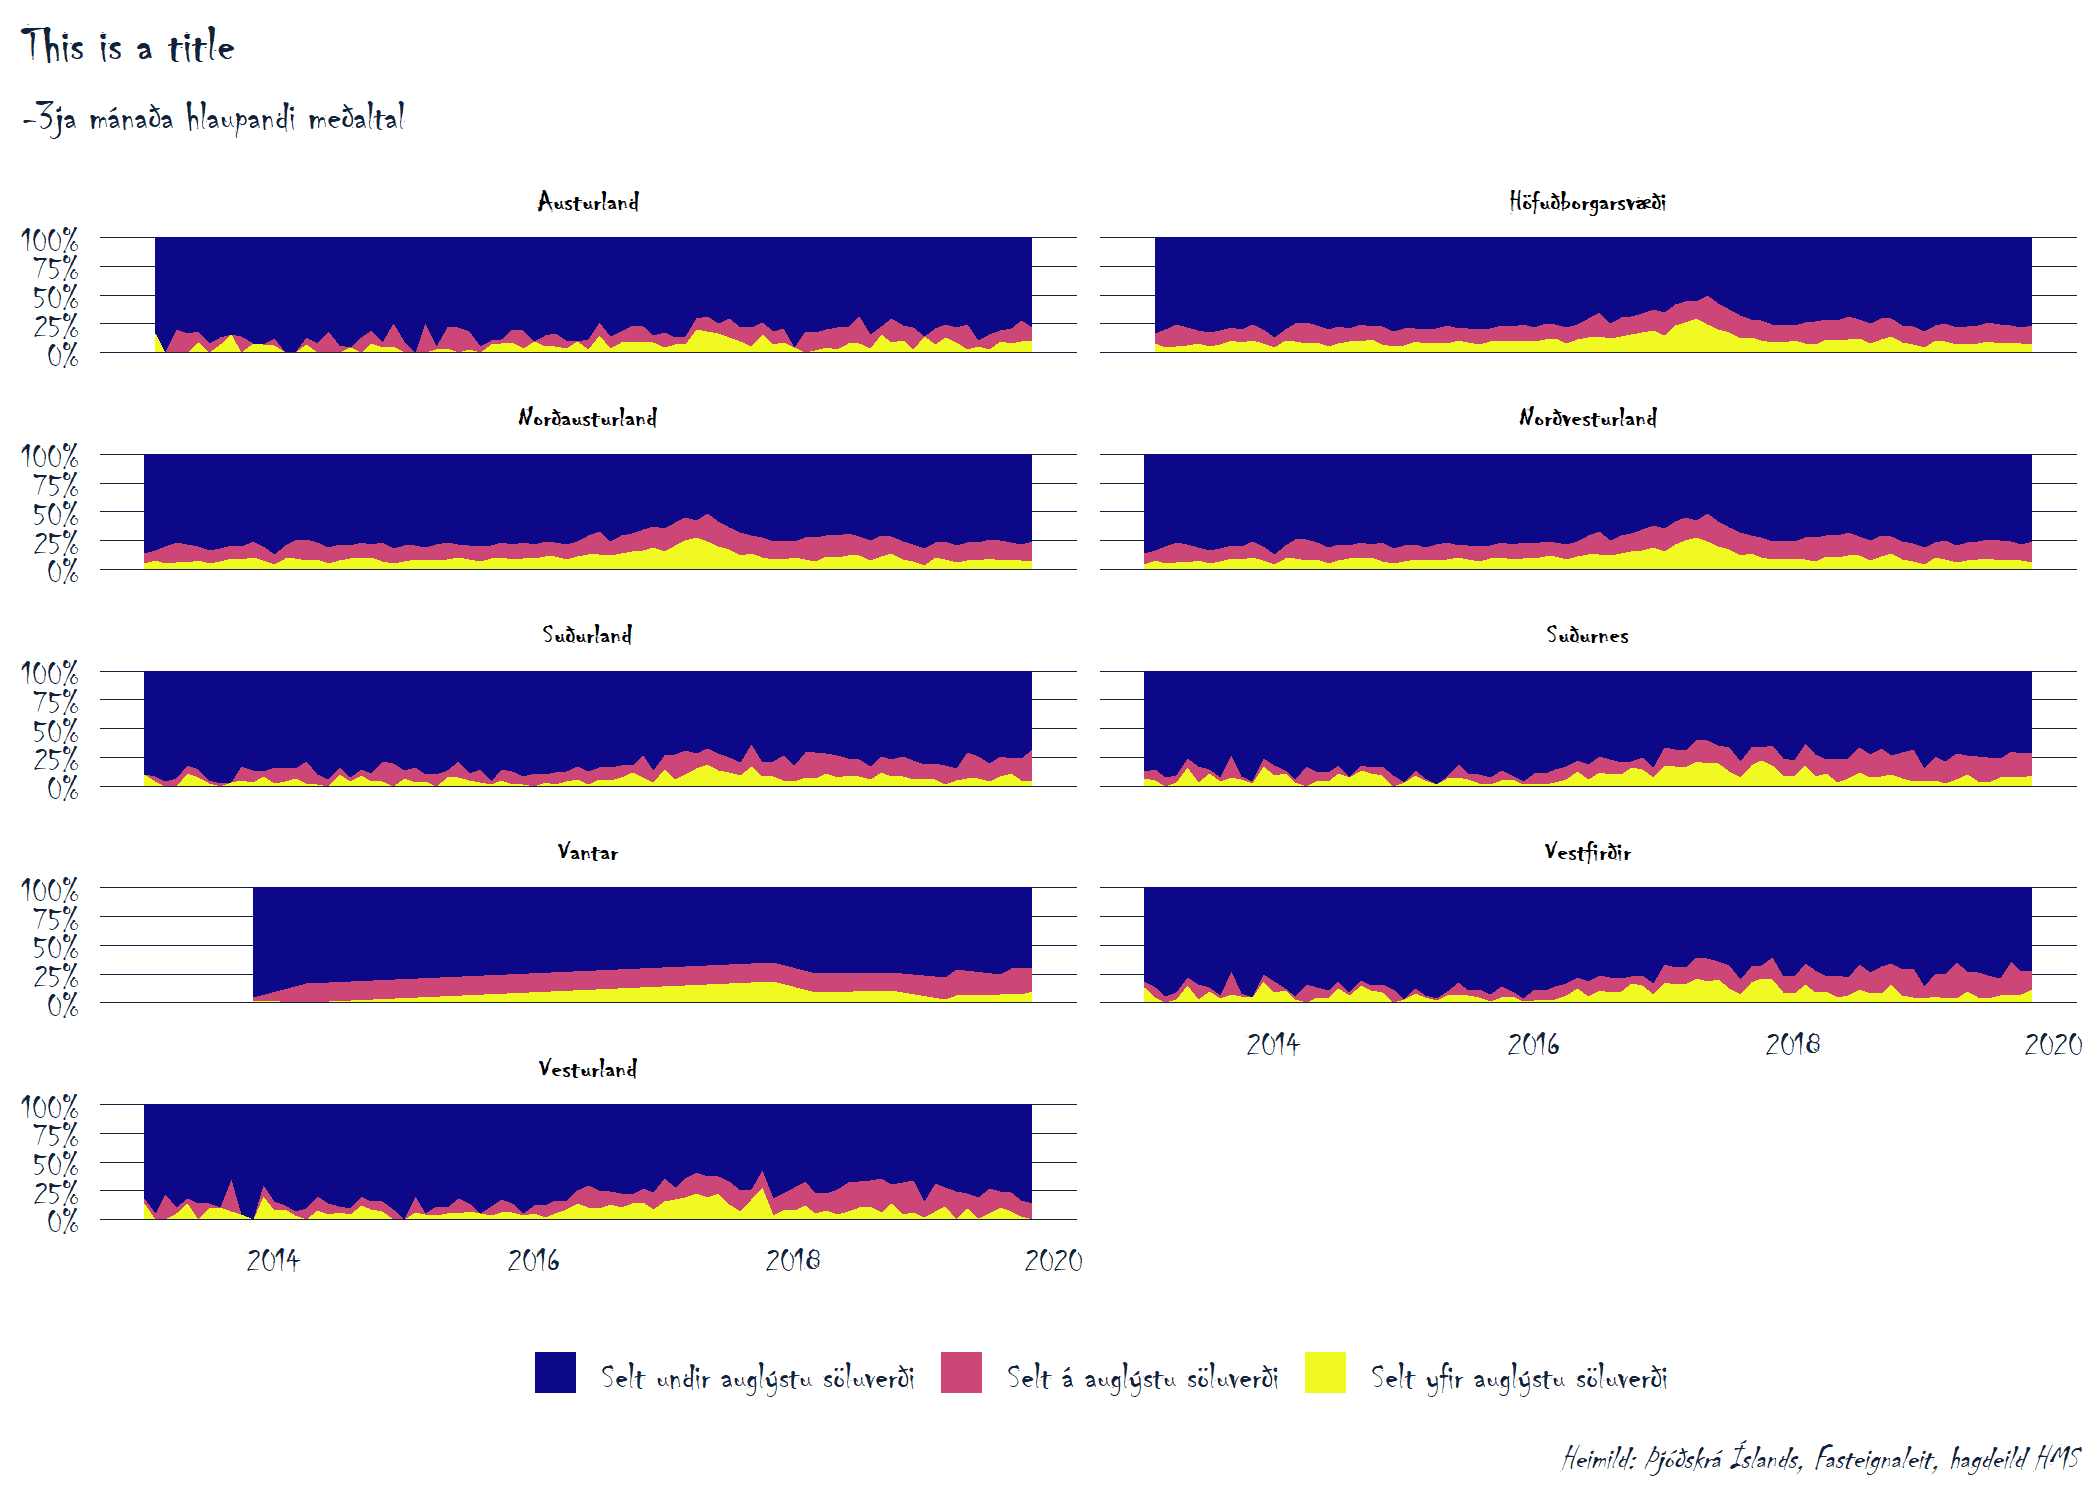 This is a title
-3ja mánaða hlaupandi meðaltal
Austurland
Höfuðborgarsvæði
100%
75%
50%
25%
0%
Norðausturland
Norðvesturland
100%
75%
50%
25%
0%
Suðurland
Suðurnes
100%
75%
50%
25%
0%
Vantar
Vestfirðir
100%
75%
50%
25%
0%
2014 2016 2018 2020
Vesturland
100%
75%
50%
25%
0%
2014 2016 2018 2020
Selt undir auglýstu söluverði Selt á auglýstu söluverði Selt yfir auglýstu söluverði
Heimild: Þjóðskrá Íslands, Fasteignaleit, hagdeild HMS